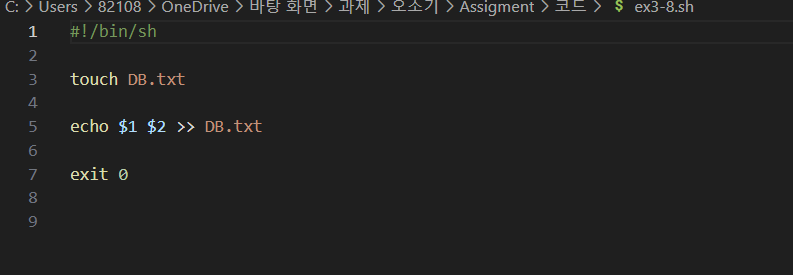 C: > Users > 82108 > OneDrive > 바탕 화면 > 과제 > 오소기 > Assigment > 코드 > $ ex3-8.sh
1 #!/bin/sh
2
3 touch DB.txt
4
5 echo $1 $2 >> DB.txt
6
7 exit 0
8
9